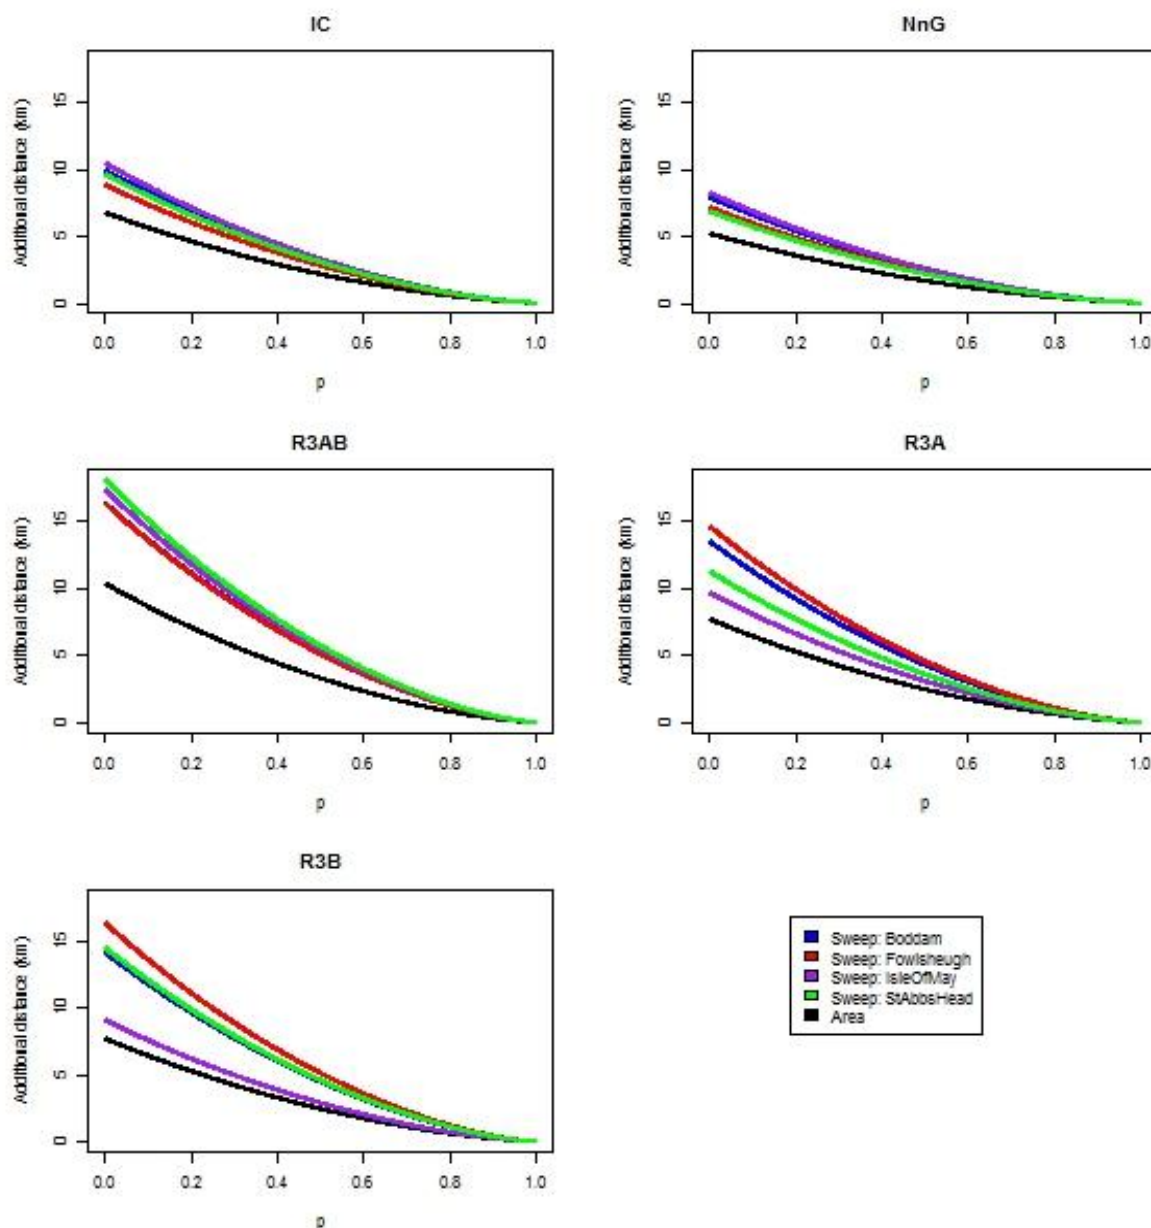 IC
Additional distance (km)
15
10
5
0
0.0 0.2 0.4 0.6 0.8 1.0
p
NnG
Additional distance (km)
15
10
5
0
0.0 0.2 0.4 0.6 0.8 1.0
p
R3AB
Additional distance (km)
15
10
5
0
0.0 0.2 0.4 0.6 0.8 1.0
p
R3A
Additional distance (km)
15
10
5
0
0.0 0.2 0.4 0.6 0.8 1.0
p
R3B
Additional distance (km)
15
10
5
0
0.0 0.2 0.4 0.6 0.8 1.0
p
Sweep: Boddam
Sweep: Fowlsheugh
Sweep: IsleOfMay
Sweep: StAbbsHead
Area